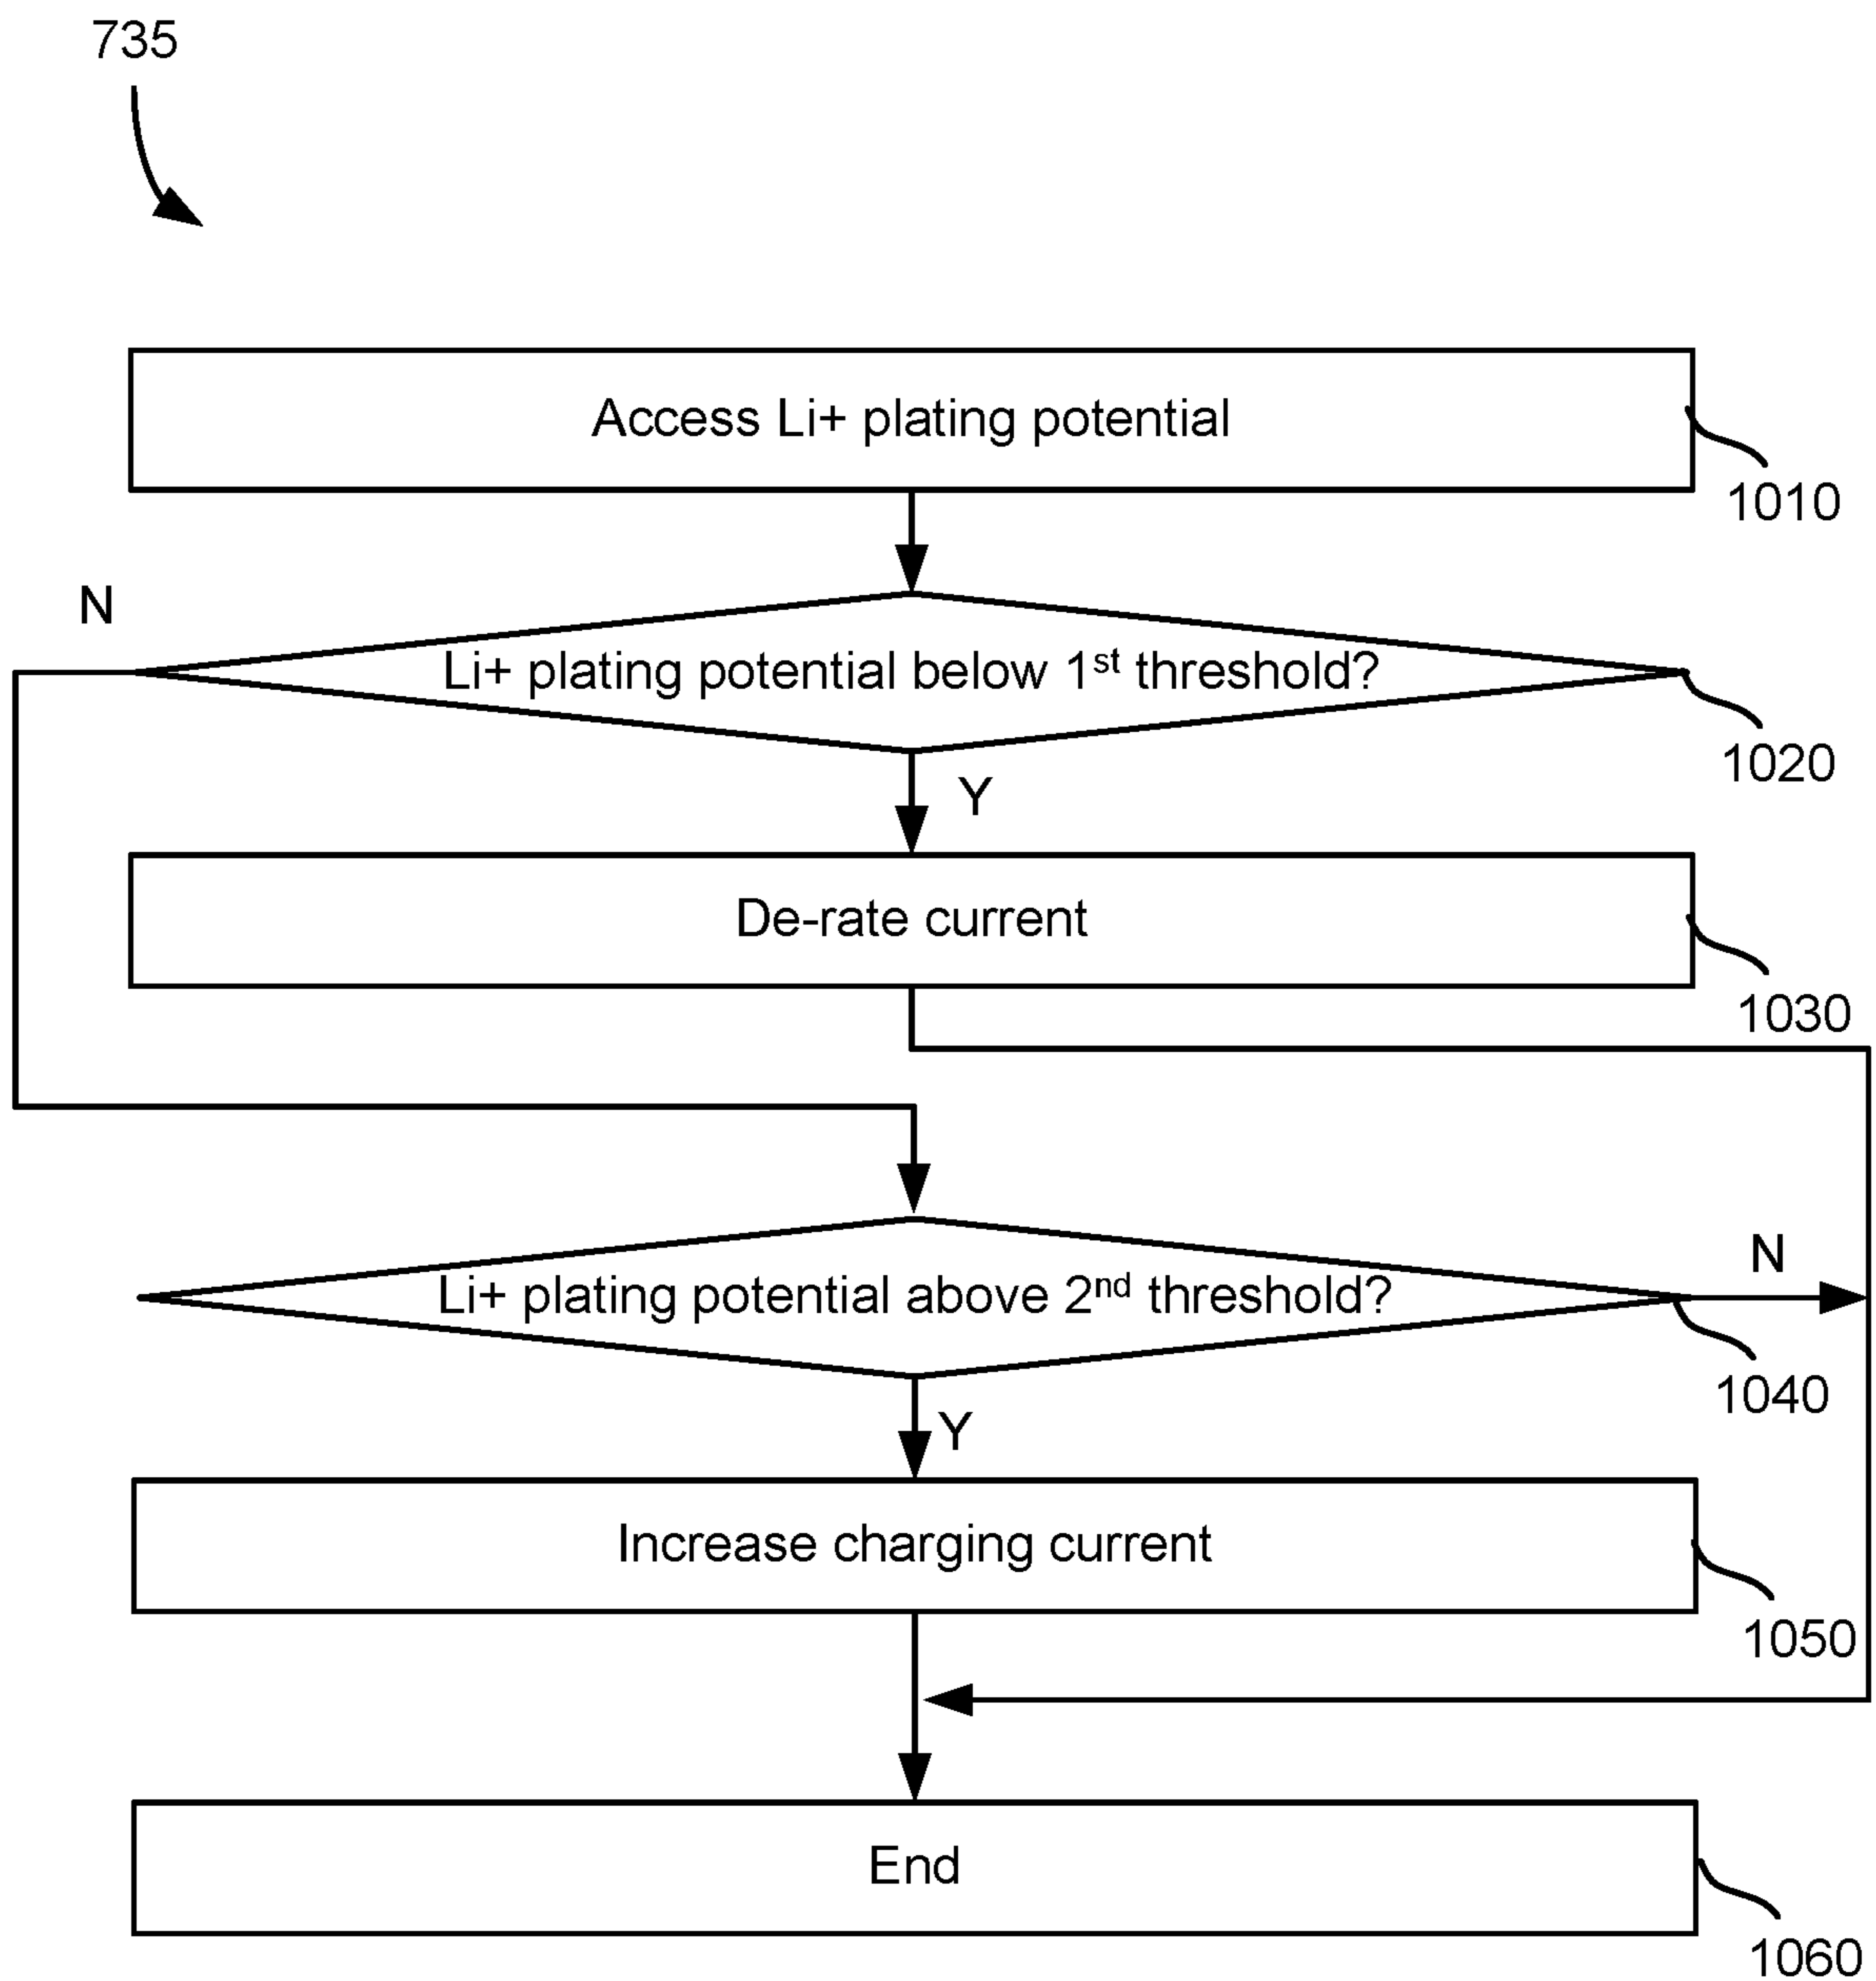 735
Access Li+ plating potential
1010
N
Li+ plating potential below 1st threshold?
1020
Y
De-rate current
1030
Li+ plating potential above 2nd threshold?
N
1040
Y
Increase charging current
1050
End
1060